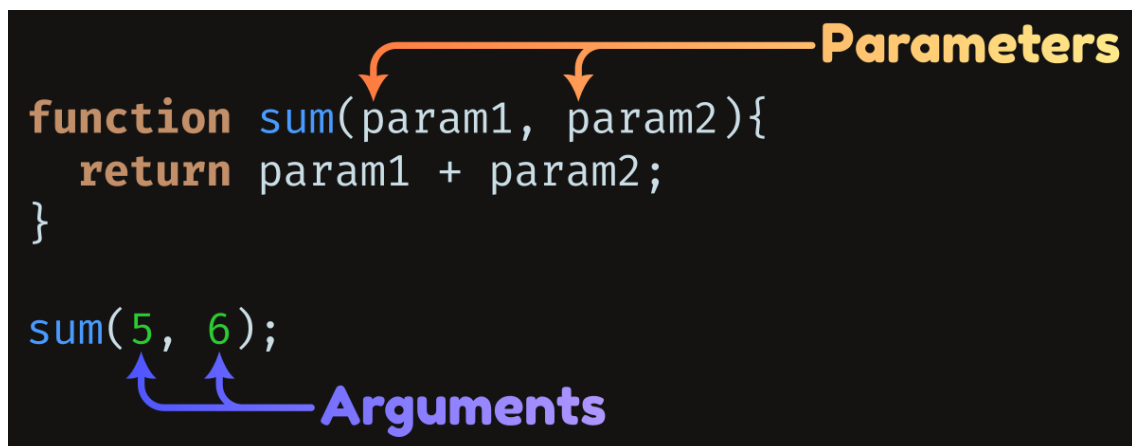 Parameters
function sum(param1, param2){
return param1 + param2;
}
sum(5, 6);
Arguments